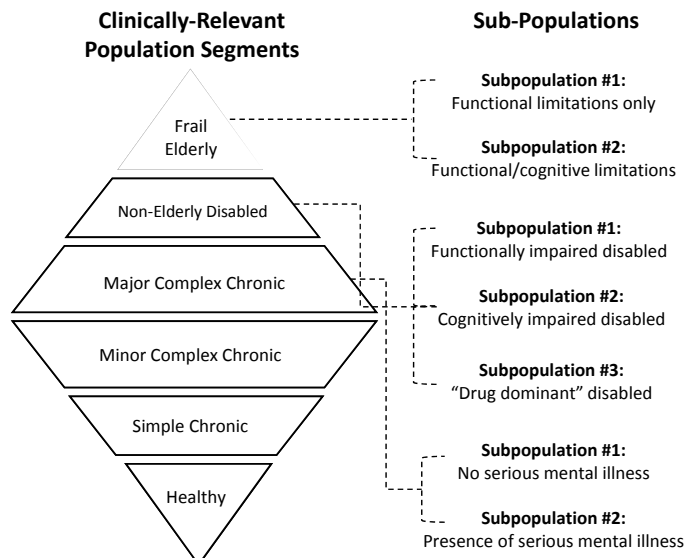 Clinically-Relevant
Population Segments
Frail
Elderly
Non-Elderly Disabled
Major Complex Chronic
Minor Complex Chronic
Simple Chronic
Healthy
Sub-Populations
Subpopulation #1:
Functional limitations only
Subpopulation #2:
Functional/cognitive limitations
Subpopulation #1:
Functionally impaired disabled
Subpopulation #2:
Cognitively impaired disabled
Subpopulation #3:
“Drug dominant” disabled
Subpopulation #1:
No serious mental illness
Subpopulation #2:
Presence of serious mental illness